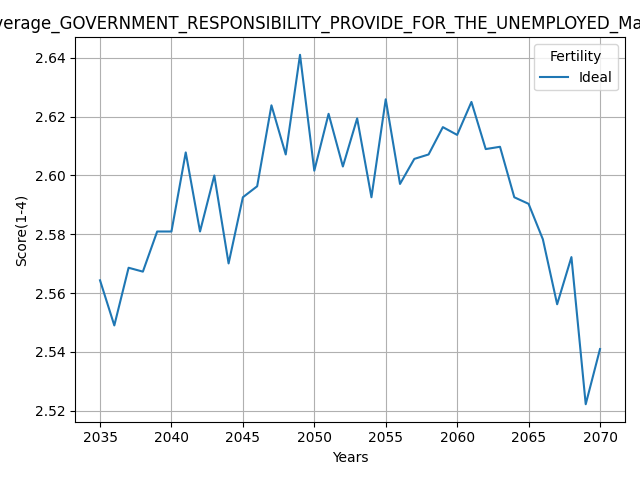 verage_GOVERNMENT_RESPONSIBILITY_PROVIDE_FOR_THE_UNEMPLOYED_Ma
Fertility
Ideal
2.64
2.62
2.60
2.58
2.56
2.54
2.52
Score(1-4)
2035 2040 2045 2050 2055 2060 2065 2070
Years